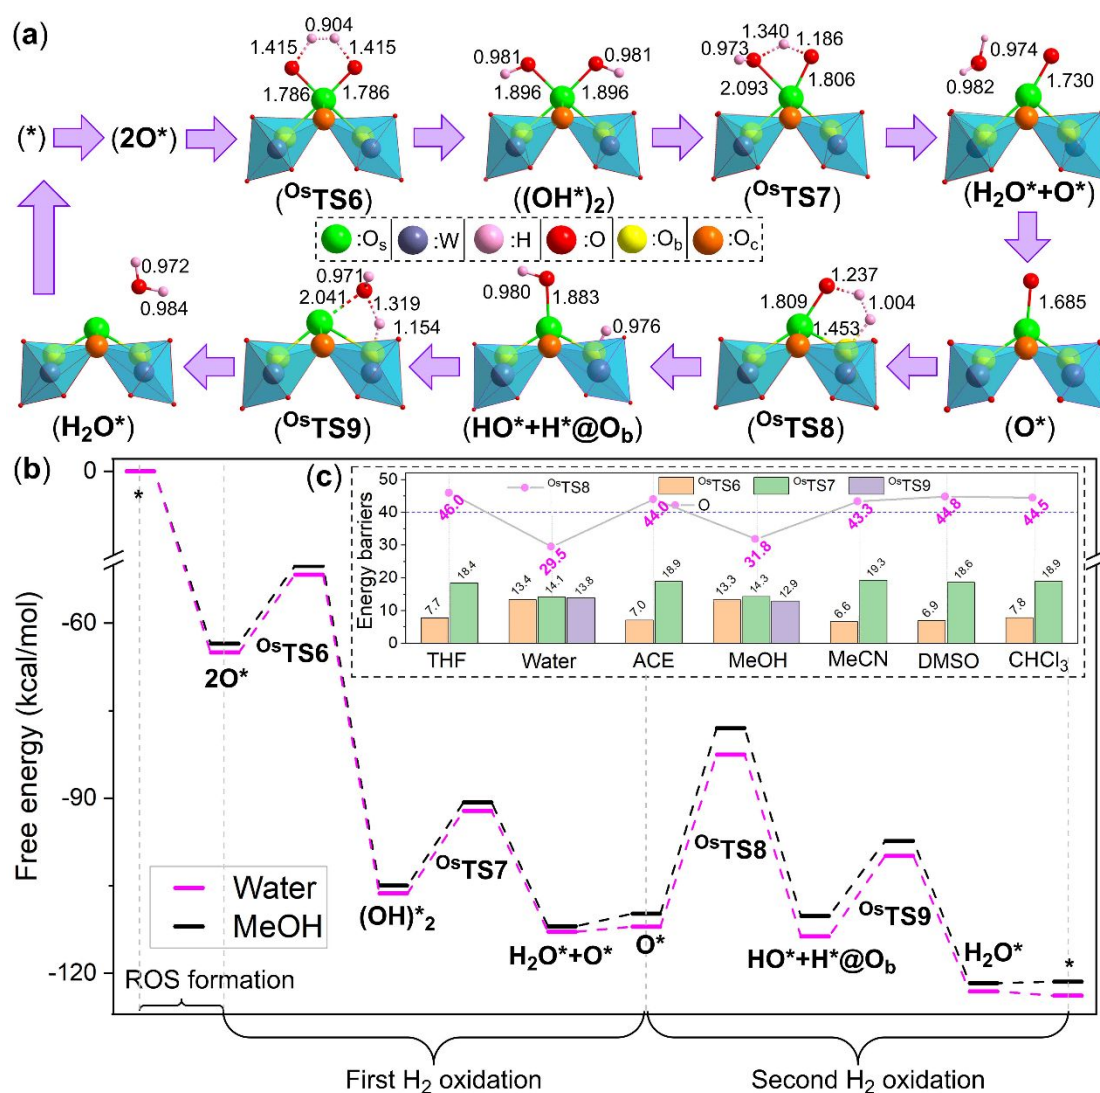 (a)
0.904
1.415
1.415
1.786
1.786
0.981
0.981
1.896
1.896
1.340
1.186
0.973
2.093
1.806
0.974
0.982
1.730
(*)
(2O*)
(ᴼˢTS6)
((OH*)₂)
(ᴼˢTS7)
(H₂O*+O*)
:Oₛ
:W
:H
:O
:O_b
:O_c
0.972
0.984
0.971
2.041
1.319
1.154
0.980
1.883
0.976
1.237
1.809
1.004
1.453
1.685
(H₂O*)
(ᴼˢTS9)
(HO*+H*@O_b)
(ᴼˢTS8)
(O*)
(b)
Free energy (kcal/mol)
0
-60
-90
-120
*
2O*
ᴼˢTS6
(OH)*₂
ᴼˢTS7
H₂O*+O*
O*
ᴼˢTS8
HO*+H*@O_b
ᴼˢTS9
H₂O*
*
Water
MeOH
ROS formation
First H₂ oxidation
Second H₂ oxidation
(c)
Energy barriers
50
40
30
20
10
0
ᴼˢTS8
O
ᴼˢTS6
ᴼˢTS7
ᴼˢTS9
46.0
29.5
44.0
31.8
43.3
44.8
44.5
7.7
18.4
13.4
14.1
13.8
7.0
18.9
13.3
14.3
12.9
6.6
19.3
6.9
18.6
7.8
18.9
THF
Water
ACE
MeOH
MeCN
DMSO
CHCl₃